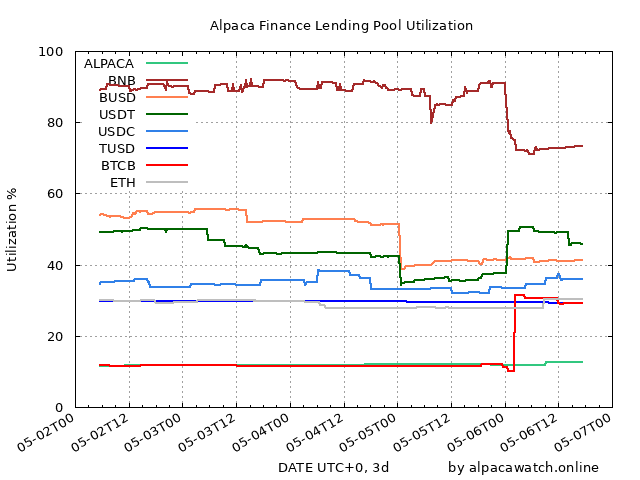 Alpaca Finance Lending Pool Utilization
Utilization %
100
80
60
40
20
0
ALPACA
BNB
BUSD
USDT
USDC
TUSD
BTCB
ETH
05-02T00
05-02T12
05-03T00
05-03T12
05-04T00
05-04T12
05-05T00
05-05T12
05-06T00
05-06T12
05-07T00
DATE UTC+0, 3d
by alpacawatch.online